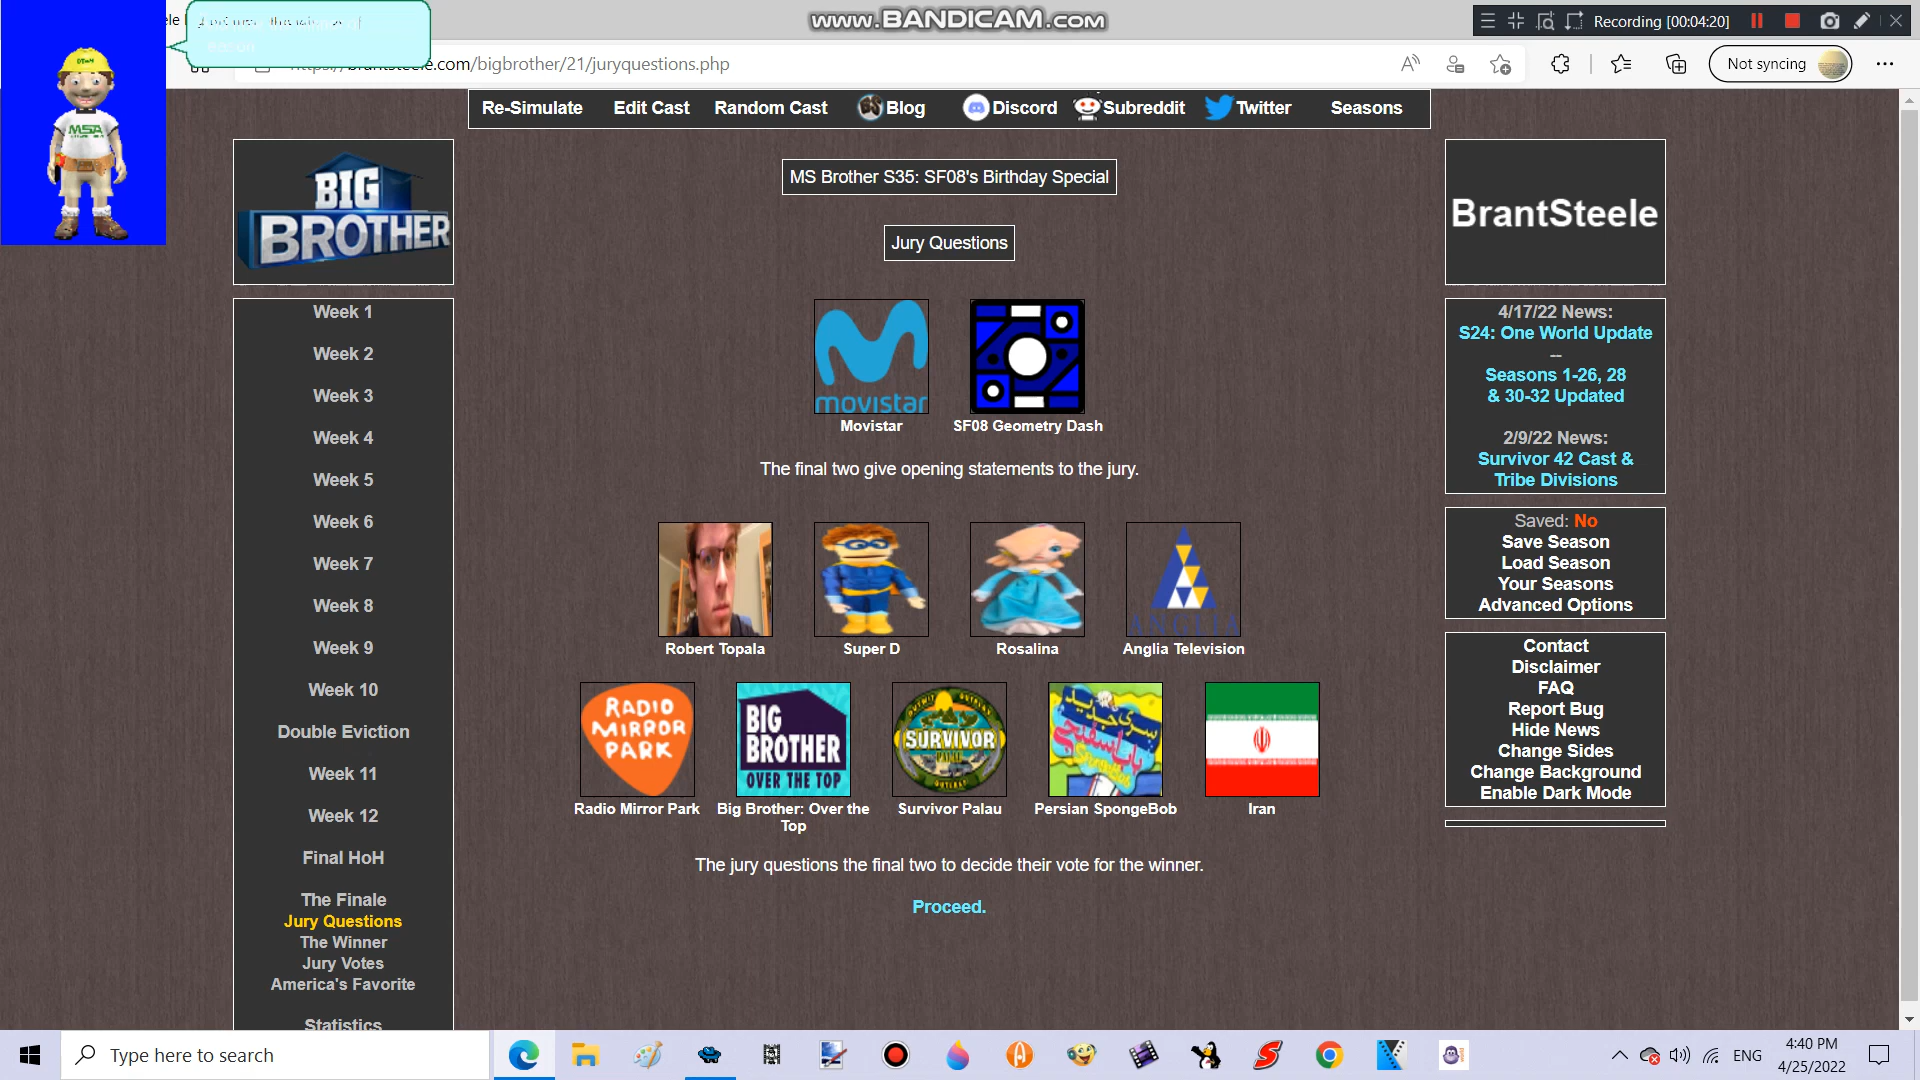 www.BANDICAM.com
Recording [00:04:20]
https://brantsteele.com/bigbrother/21/juryquestions.php
Not syncing
Re-Simulate Edit Cast Random Cast Blog Discord Subreddit Twitter Seasons
DTWM
MSA
BIG BROTHER
MS Brother S35: SF08's Birthday Special
Jury Questions
BrantSteele
Week 1
Week 2
Week 3
Week 4
Week 5
Week 6
Week 7
Week 8
Week 9
Week 10
Double Eviction
Week 11
Week 12
Final HoH
The Finale
Jury Questions
The Winner
Jury Votes
America's Favorite
Statistics
movistar
Movistar SF08 Geometry Dash
The final two give opening statements to the jury.
ANGLIA
Robert Topala Super D Rosalina Anglia Television
RADIO MIRROR PARK
BIG BROTHER OVER THE TOP
SURVIVOR
PALAU
سری جدید
باب اسفنجی
Radio Mirror Park Big Brother: Over the Top Survivor Palau Persian SpongeBob Iran
The jury questions the final two to decide their vote for the winner.
Proceed.
4/17/22 News:
S24: One World Update
--
Seasons 1-26, 28
& 30-32 Updated
2/9/22 News:
Survivor 42 Cast &
Tribe Divisions
Saved: No
Save Season
Load Season
Your Seasons
Advanced Options
Contact
Disclaimer
FAQ
Report Bug
Hide News
Change Sides
Change Background
Enable Dark Mode
Type here to search
ENG
4:40 PM
4/25/2022